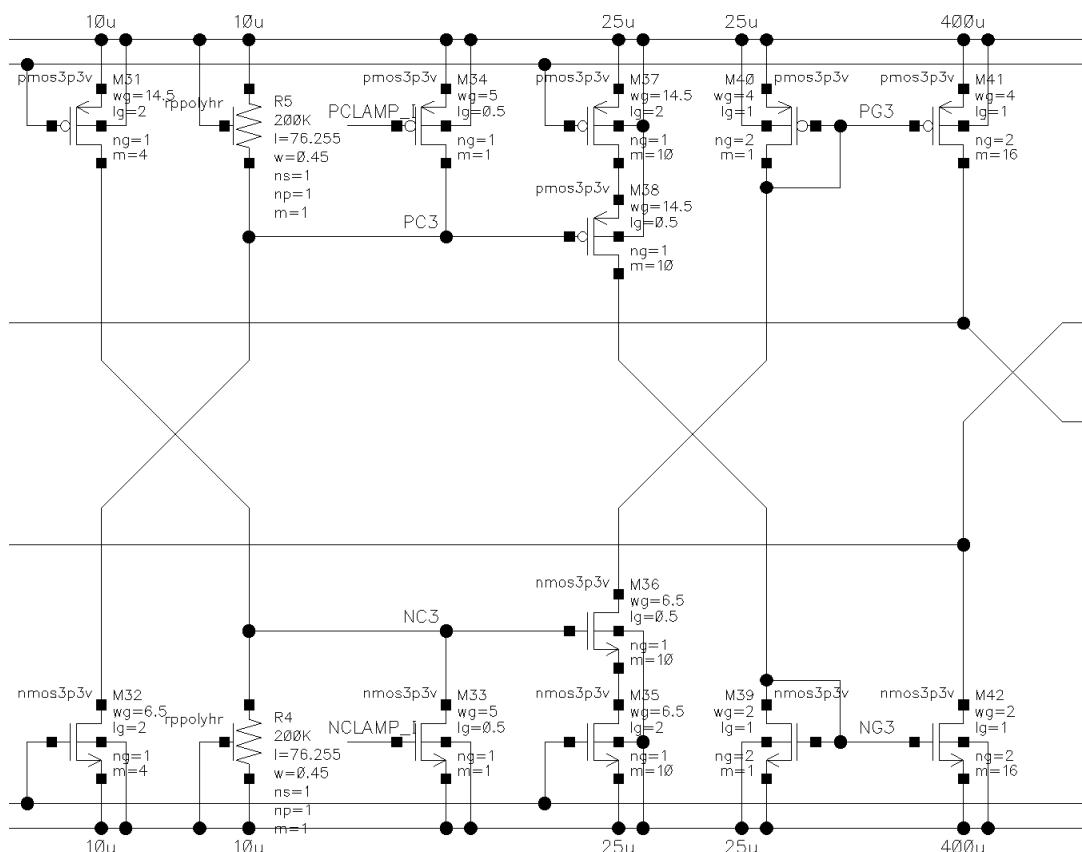 10u 10u 25u 25u 400u
pmos3p3v M31
wg=14.5
lg=2
ng=1
m=4
rppolyhr R5
200K
l=76.255
w=0.45
ns=1
np=1
m=1
pmos3p3v M34
wg=5
lg=0.5
PCLAMP_I
ng=1
m=1
pmos3p3v M37
wg=14.5
lg=2
ng=1
m=10
M40 pmos3p3v
wg=4
lg=1
ng=2
m=1
PG3
pmos3p3v M41
wg=4
lg=1
ng=2
m=16
pmos3p3v M38
wg=14.5
lg=0.5
ng=1
m=10
PC3
nmos3p3v M36
wg=6.5
lg=0.5
ng=1
m=10
NC3
nmos3p3v M32
wg=6.5
lg=2
ng=1
m=4
rppolyhr R4
200K
l=76.255
w=0.45
ns=1
np=1
m=1
nmos3p3v M33
wg=5
lg=0.5
NCLAMP_I
ng=1
m=1
nmos3p3v M35
wg=6.5
lg=2
ng=1
m=10
M39 nmos3p3v
wg=2
lg=1
ng=2
m=1
NG3
nmos3p3v M42
wg=2
lg=1
ng=2
m=16
10u 10u 25u 25u 400u